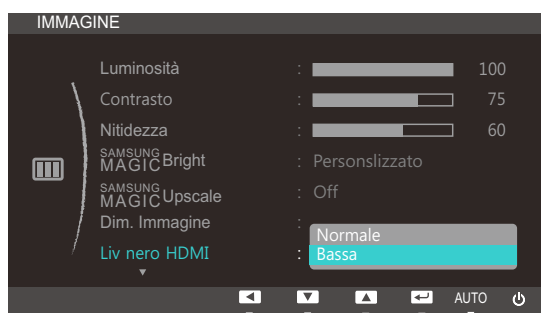 IMMAGINE
Luminosità : 100
Contrasto : 75
Nitidezza : 60
SAMSUNG MAGIC Bright : Personslizzato
SAMSUNG MAGIC Upscale : Off
Dim. Immagine :
Normale
Liv nero HDMI : Bassa
AUTO